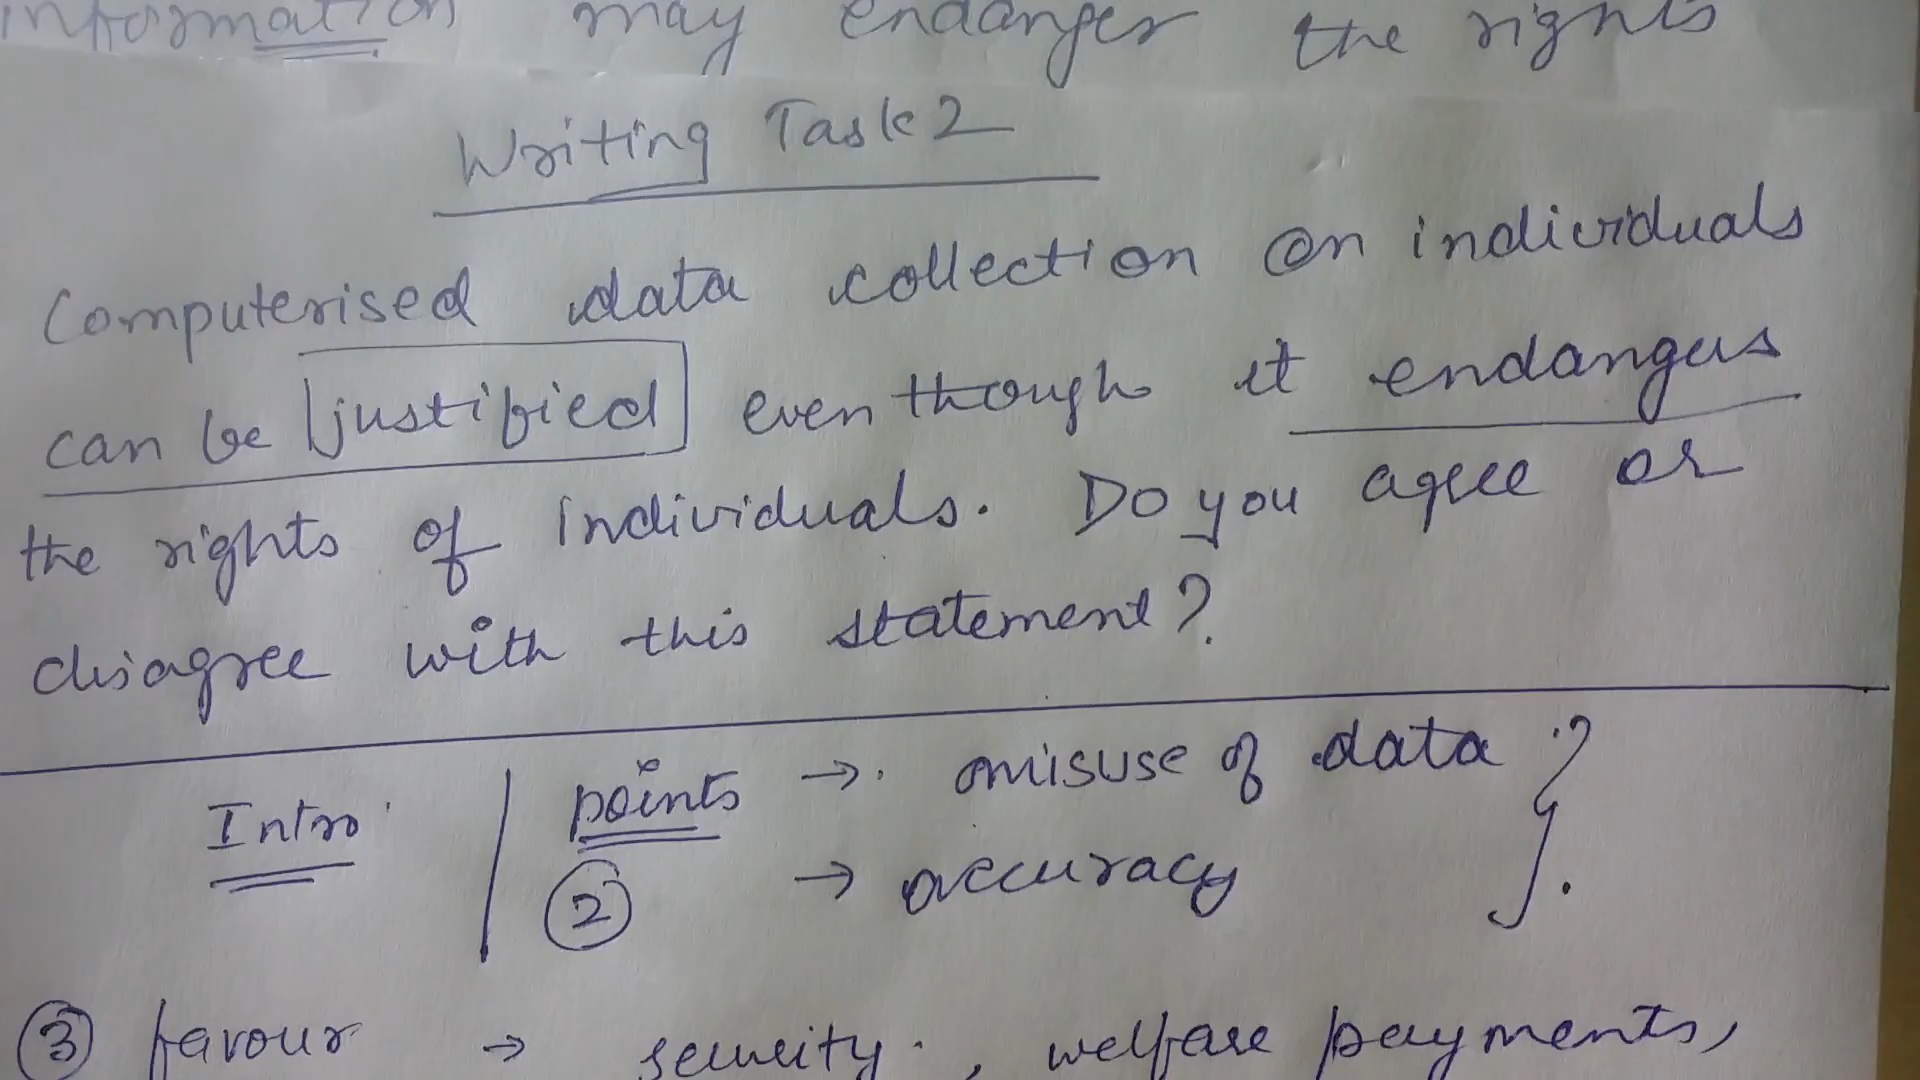 information may endanger the rights
Writing Task 2
Computerised data collection on individuals
can be justified even though it endangers
the rights of individuals. Do you agree or
disagree with this statement?
Intro points → misuse of data
② → accuracy
③ favour → security, welfare payments,